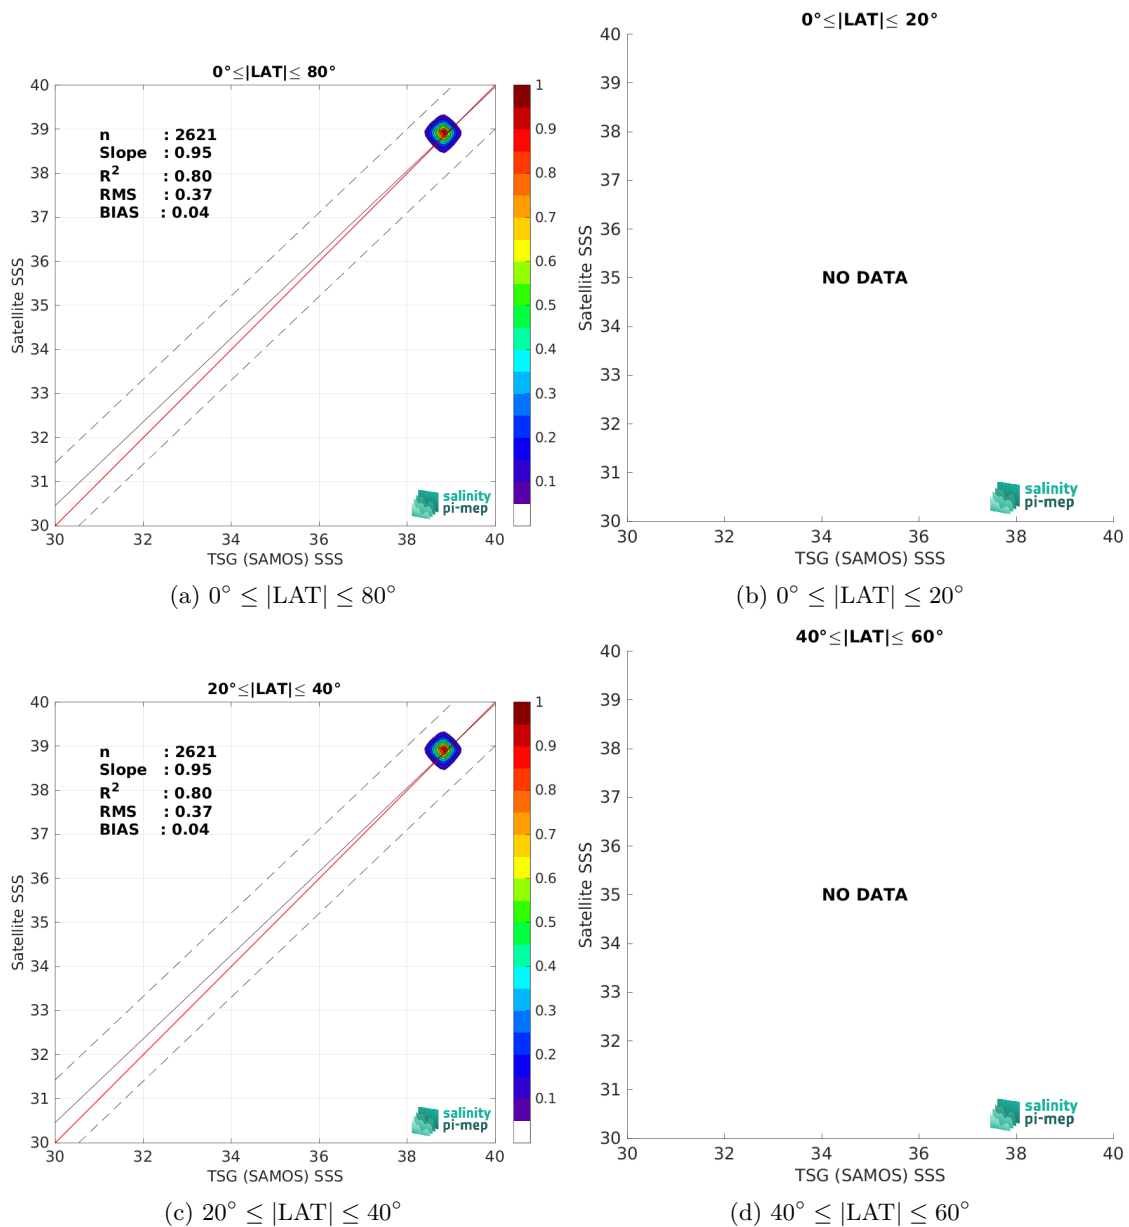 0°≤|LAT|≤ 80°
40
39
38
37
36
35
34
33
32
31
30
30 32 34 36 38 40
Satellite SSS
TSG (SAMOS) SSS
n : 2621
Slope : 0.95
R² : 0.80
RMS : 0.37
BIAS : 0.04
1
0.9
0.8
0.7
0.6
0.5
0.4
0.3
0.2
0.1
salinity
pi-mep
(a) 0° ≤ |LAT| ≤ 80°
0°≤|LAT|≤ 20°
40
39
38
37
36
35
34
33
32
31
30
30 32 34 36 38 40
Satellite SSS
TSG (SAMOS) SSS
NO DATA
salinity
pi-mep
(b) 0° ≤ |LAT| ≤ 20°
20°≤|LAT|≤ 40°
40
39
38
37
36
35
34
33
32
31
30
30 32 34 36 38 40
Satellite SSS
TSG (SAMOS) SSS
n : 2621
Slope : 0.95
R² : 0.80
RMS : 0.37
BIAS : 0.04
1
0.9
0.8
0.7
0.6
0.5
0.4
0.3
0.2
0.1
salinity
pi-mep
(c) 20° ≤ |LAT| ≤ 40°
40°≤|LAT|≤ 60°
40
39
38
37
36
35
34
33
32
31
30
30 32 34 36 38 40
Satellite SSS
TSG (SAMOS) SSS
NO DATA
salinity
pi-mep
(d) 40° ≤ |LAT| ≤ 60°